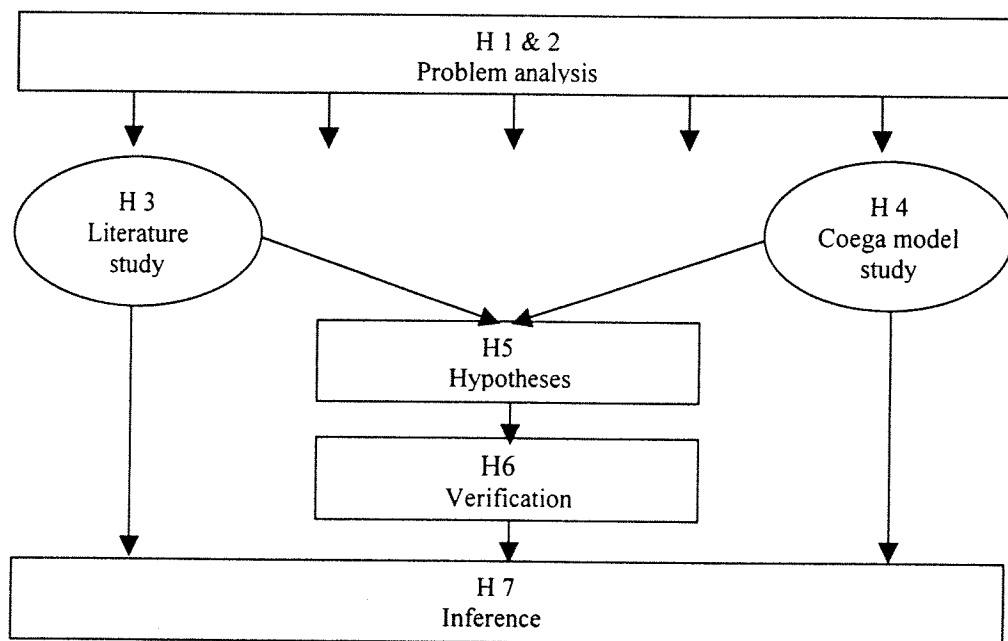 H 1 & 2
Problem analysis
H 3
Literature
study
H 4
Coega model
study
H5
Hypotheses
H6
Verification
H 7
Inference